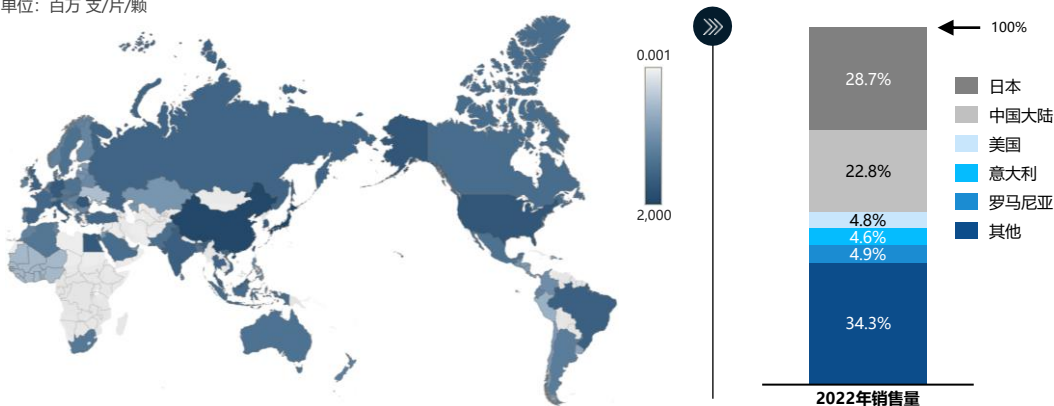 单位：百万 支/片/颗
0.001
2,000
100%
28.7%
22.8%
4.8%
4.6%
4.9%
34.3%
日本
中国大陆
美国
意大利
罗马尼亚
其他
2022年销售量